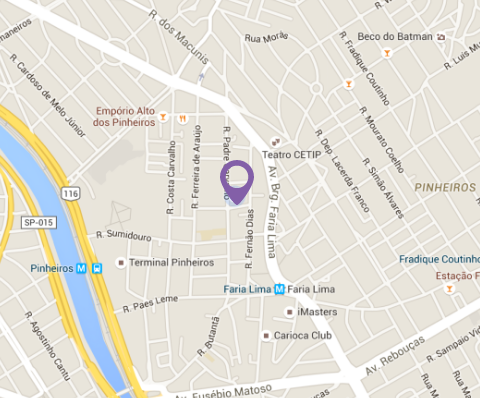 R. dos Macunis
Rua Morás
Beco do Batman
R. Cardoso de Melo Júnior
R. Fradique Coutinho
Empório Alto
dos Pinheiros
R. Mourato Coelho
R. Costa Carvalho
R. Ferreira de Araújo
R. Padre
Teatro CETIP
R. Dep. Lacerda Franco
R. Simão Álvares
PINHEIROS
116
SP-015
Av. Brg. Faria Lima
R. Fernão Dias
R. Sumidouro
Pinheiros
Terminal Pinheiros
Fradique Coutinho
Estação F
Faria Lima
Faria Lima
R. Paes Leme
iMasters
Carioca Club
R. Butantã
R. Agostinho Cantu
Av. Rebouças
R. Sampaio Vid
Av. Eusébio Matoso
Rua Mar
Rua M